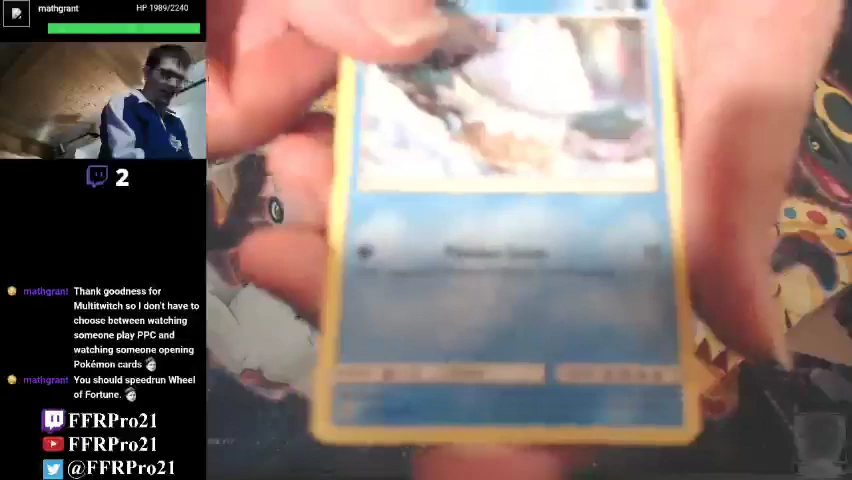 mathgrant HP 1989/2240
2
mathgrant Thank goodness for
Multitwitch so I don't have to
choose between watching
someone play PPC and
watching someone opening
Pokémon cards
mathgrant You should speedrun Wheel
of Fortune.
FFRPro21
FFRPro21
@FFRPro21